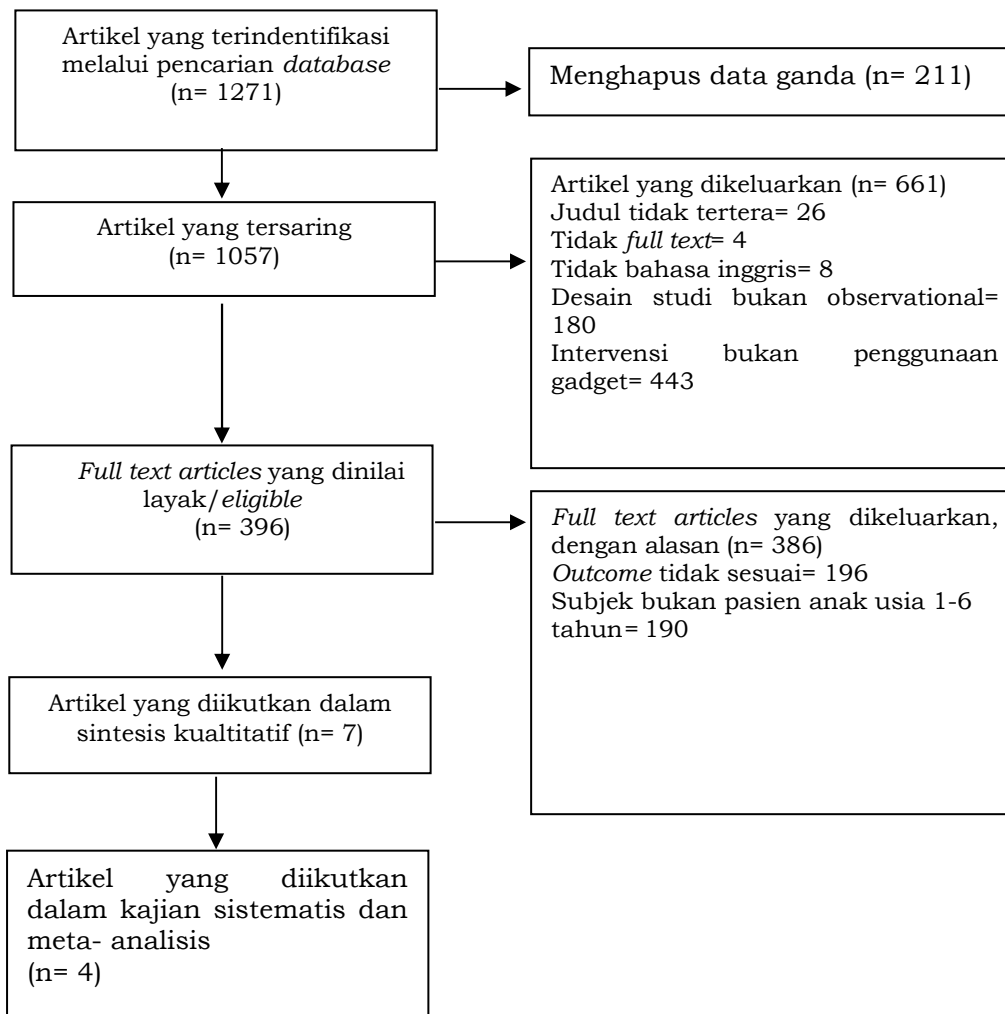 Artikel yang terindentifikasi
melalui pencarian database
(n= 1271)
Menghapus data ganda (n= 211)
Artikel yang tersaring
(n= 1057)
Artikel yang dikeluarkan (n= 661)
Judul tidak tertera= 26
Tidak full text= 4
Tidak bahasa inggris= 8
Desain studi bukan observational=
180
Intervensi bukan penggunaan
gadget= 443
Full text articles yang dinilai
layak/eligible
(n= 396)
Full text articles yang dikeluarkan,
dengan alasan (n= 386)
Outcome tidak sesuai= 196
Subjek bukan pasien anak usia 1-6
tahun= 190
Artikel yang diikutkan dalam
sintesis kualtitatif (n= 7)
Artikel yang diikutkan
dalam kajian sistematis dan
meta- analisis
(n= 4)